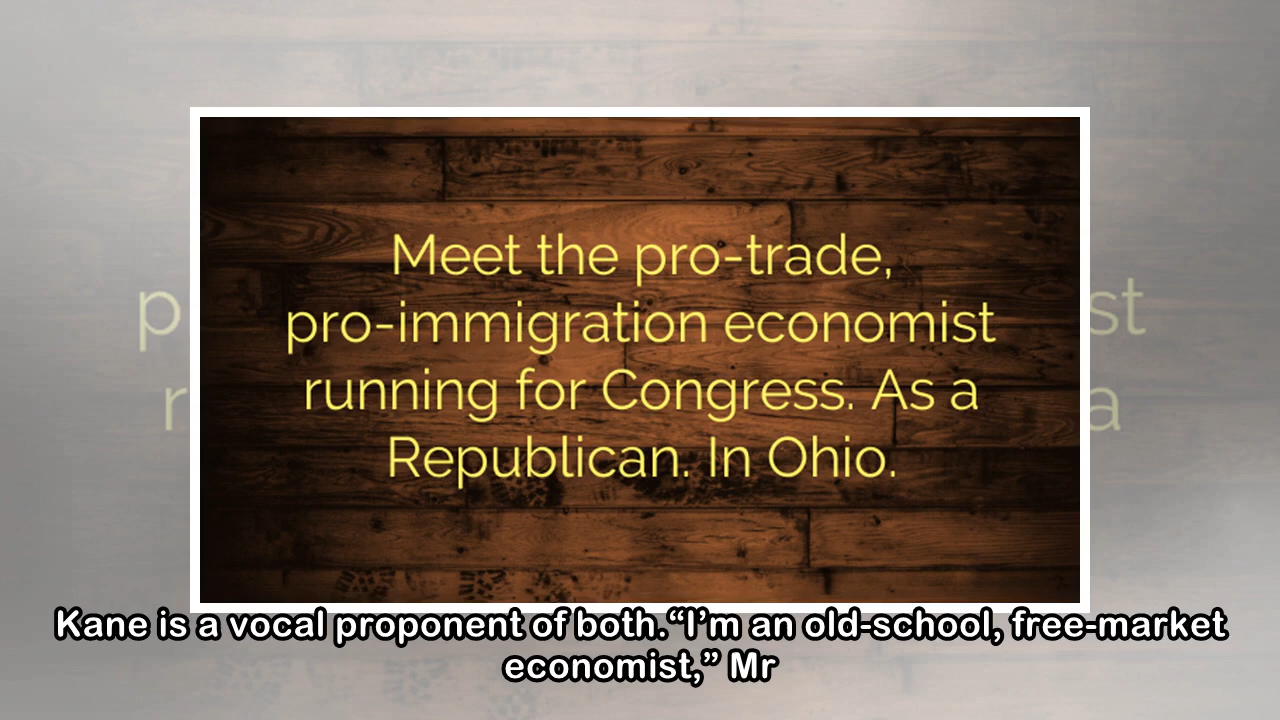 Meet the pro-trade,
pro-immigration economist
running for Congress. As a
Republican. In Ohio.
p
st
r
a
Kane is a vocal proponent of both.“I’m an old-school, free-market
economist,” Mr